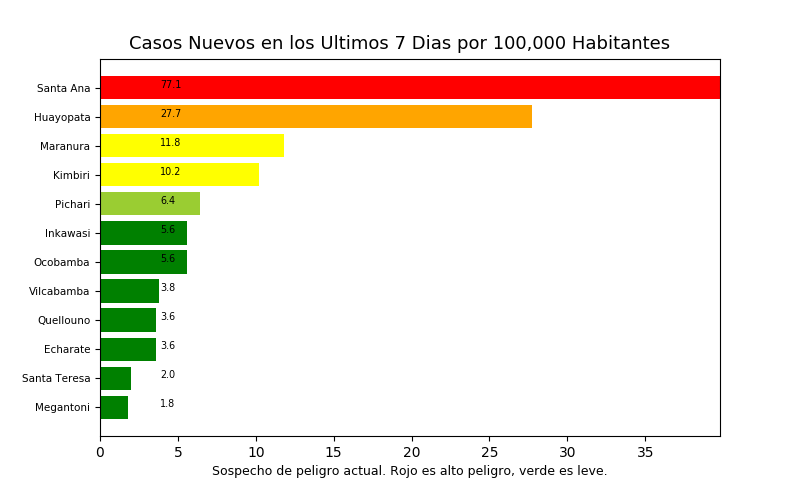 Casos Nuevos en los Ultimos 7 Dias por 100,000 Habitantes
Santa Ana 77.1
Huayopata 27.7
Maranura 11.8
Kimbiri 10.2
Pichari 6.4
Inkawasi 5.6
Ocobamba 5.6
Vilcabamba 3.8
Quellouno 3.6
Echarate 3.6
Santa Teresa 2.0
Megantoni 1.8
0 5 10 15 20 25 30 35
Sospecho de peligro actual. Rojo es alto peligro, verde es leve.